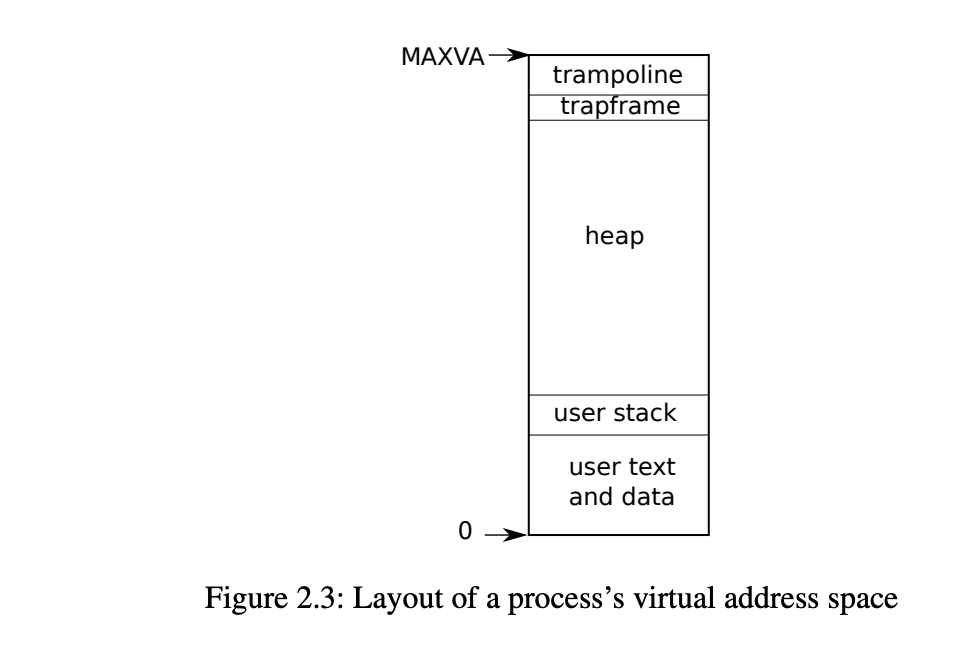 MAXVA
trampoline
trapframe
heap
user stack
user text
and data
0
Figure 2.3: Layout of a process’s virtual address space